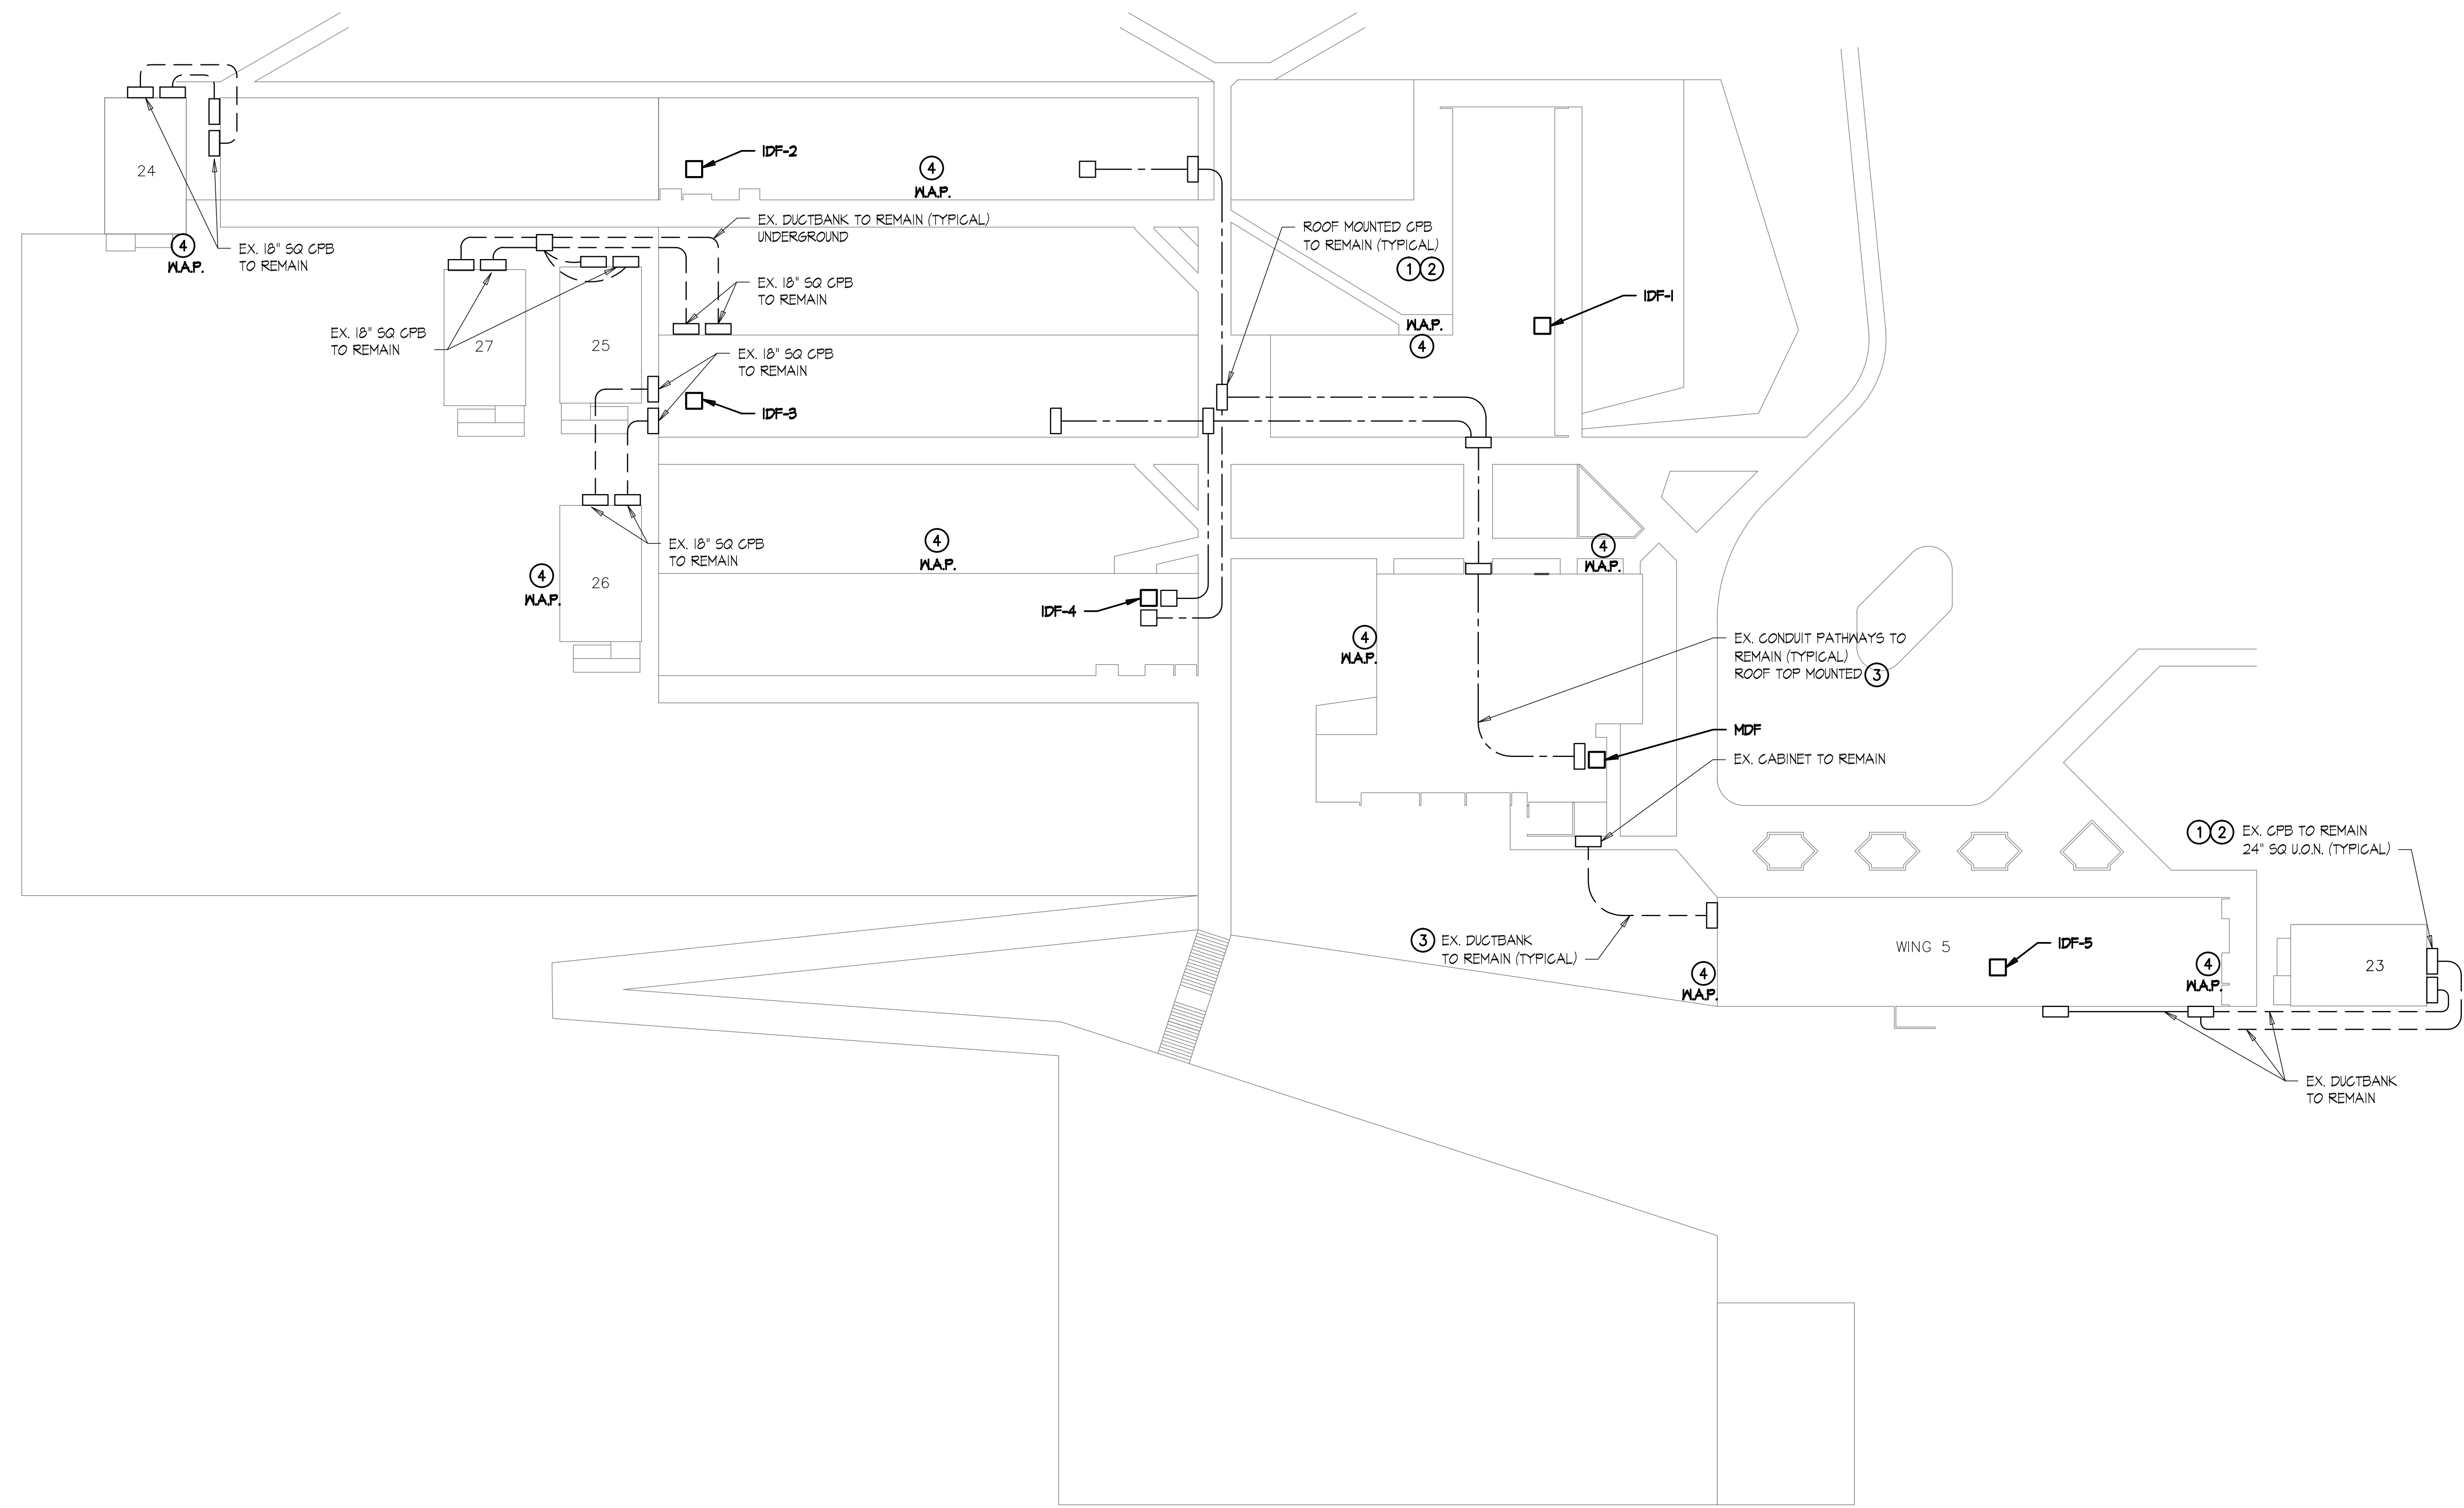 24
4
W.A.P.
EX. 18" SQ CPB
TO REMAIN
IDF-2
4
W.A.P.
EX. DUCTBANK TO REMAIN (TYPICAL)
UNDERGROUND
EX. 18" SQ CPB
TO REMAIN
ROOF MOUNTED CPB
TO REMAIN (TYPICAL)
1 2
IDF-1
W.A.P.
4
EX. 18" SQ CPB
TO REMAIN
27
25
EX. 18" SQ CPB
TO REMAIN
IDF-3
EX. 18" SQ CPB
TO REMAIN
4
W.A.P.
26
4
W.A.P.
IDF-4
4
W.A.P.
4
W.A.P.
EX. CONDUIT PATHWAYS TO
REMAIN (TYPICAL)
ROOF TOP MOUNTED 3
MDF
EX. CABINET TO REMAIN
1 2 EX. CPB TO REMAIN
24" SQ U.O.N. (TYPICAL)
3 EX. DUCTBANK
TO REMAIN (TYPICAL)
4
W.A.P.
WING 5
IDF-5
4
W.A.P.
23
EX. DUCTBANK
TO REMAIN